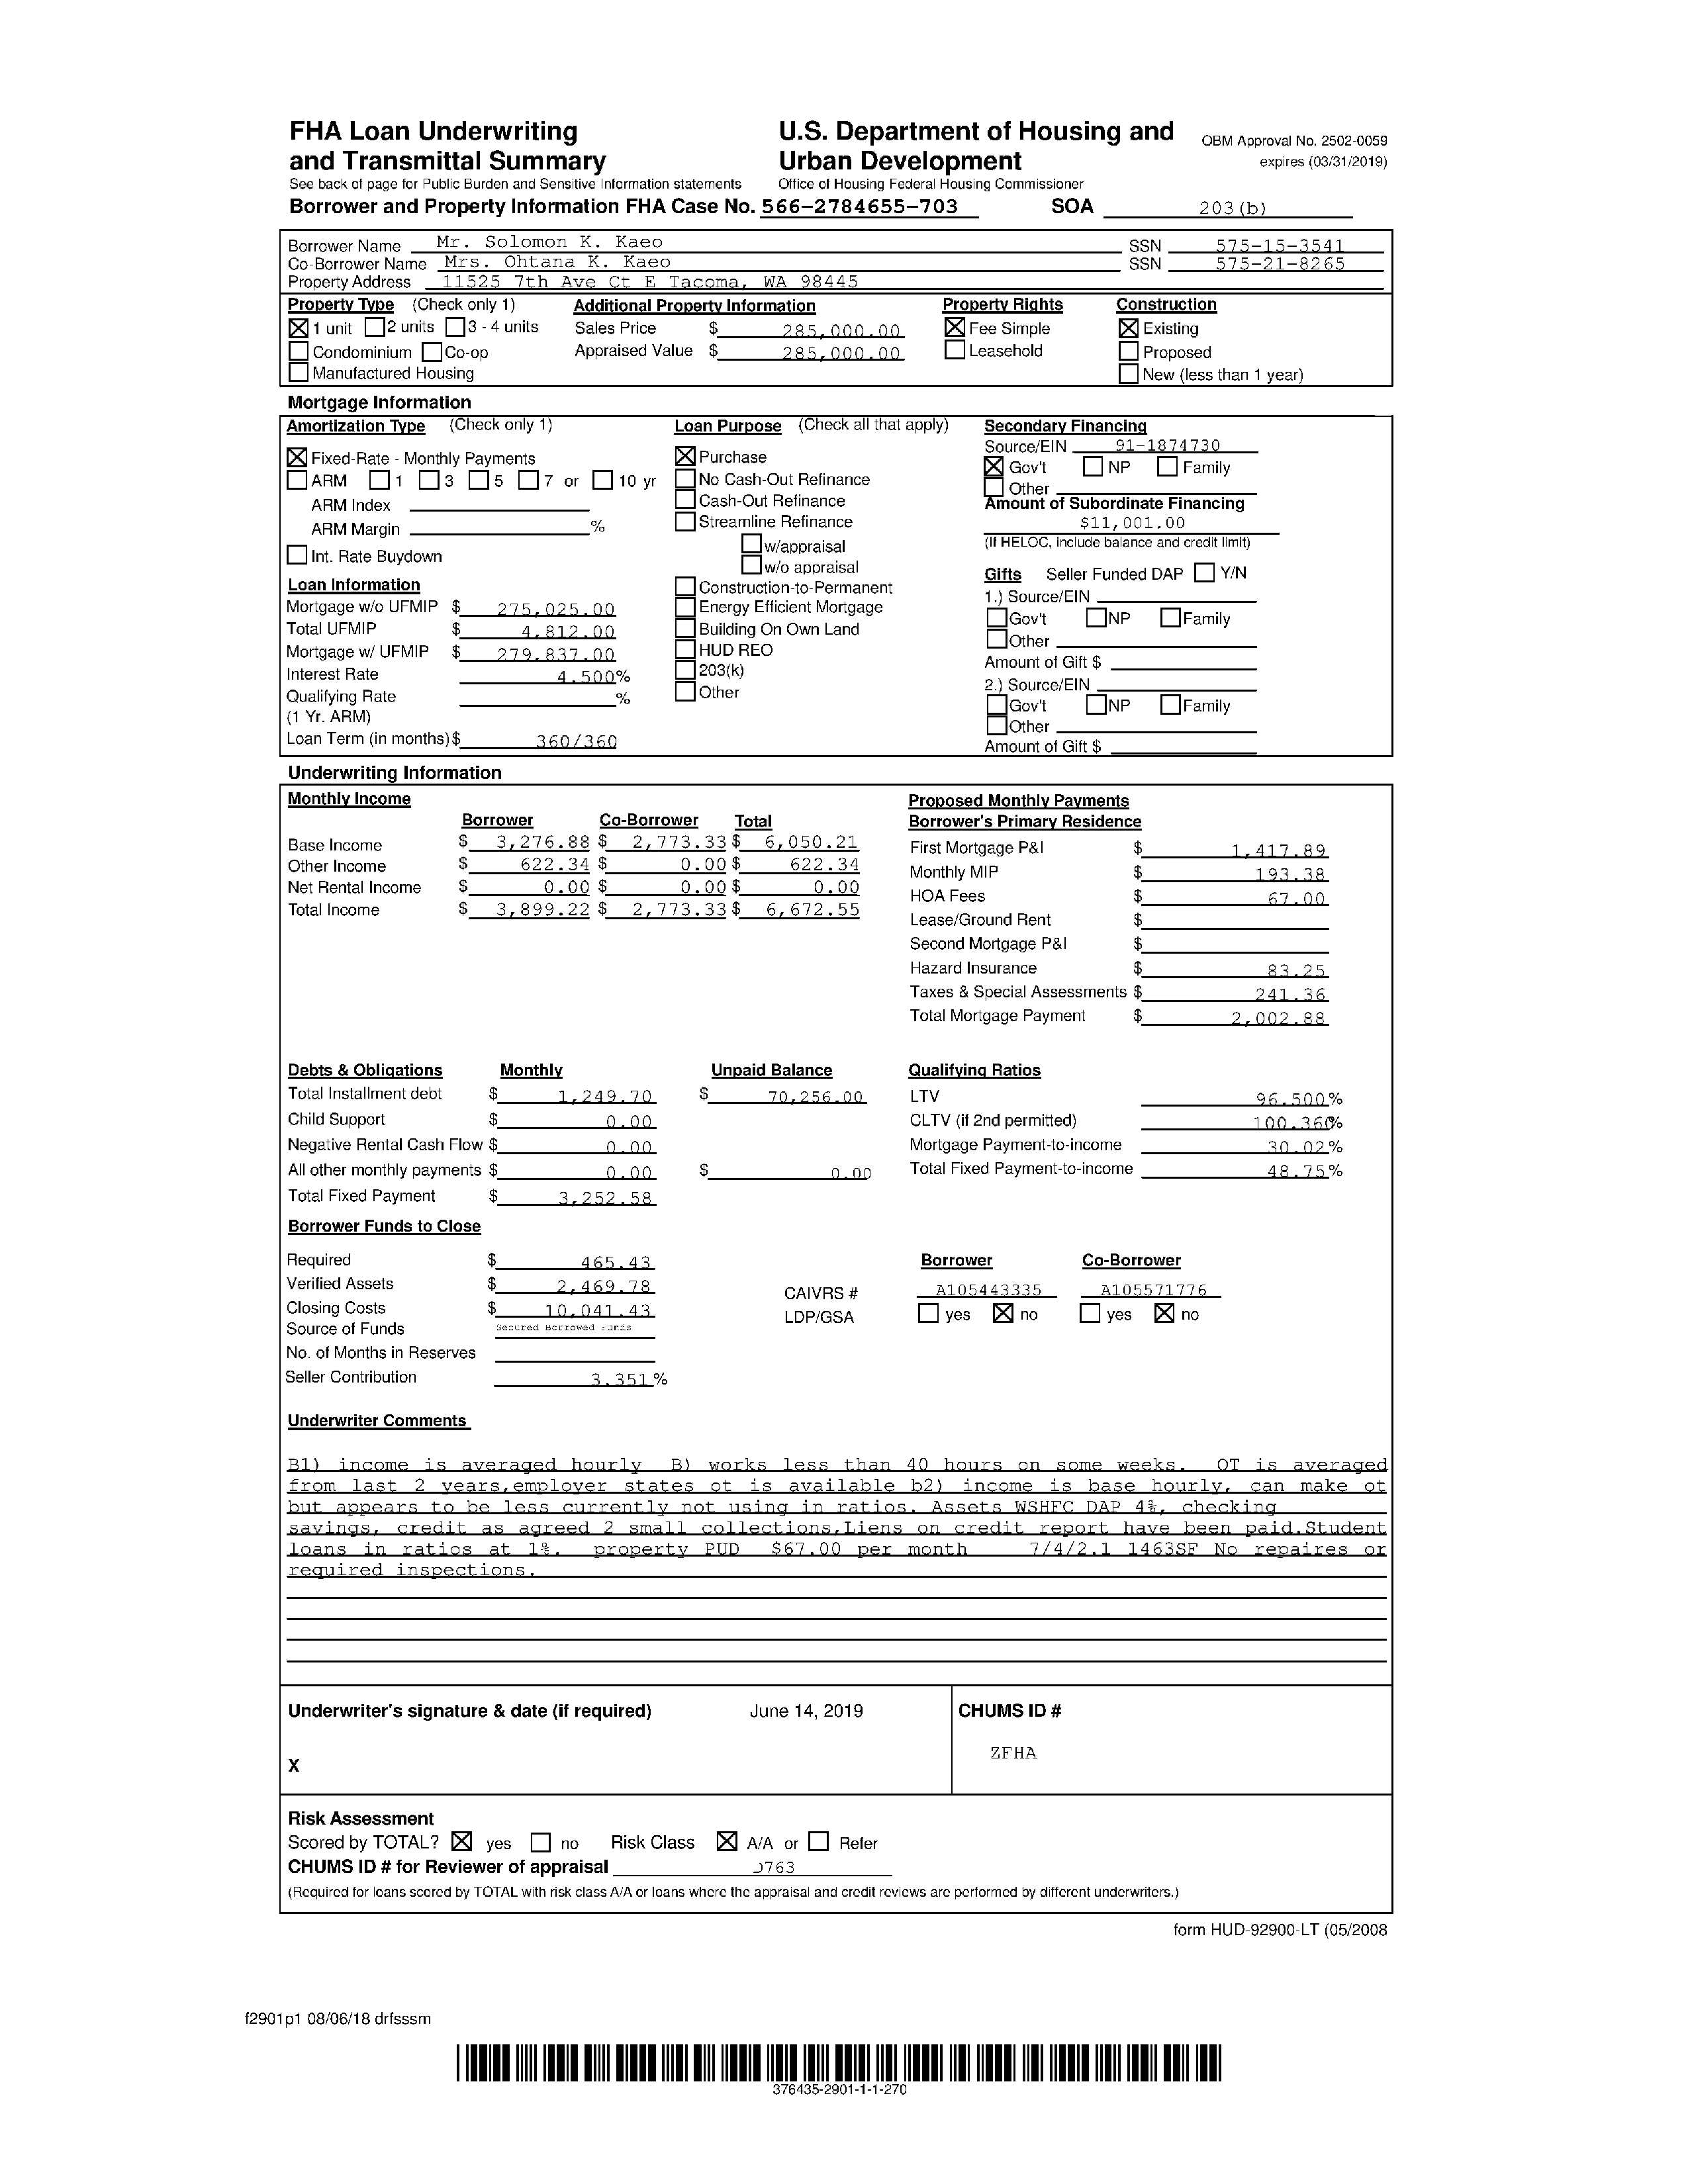 FHA Loan Underwriting
and Transmittal Summary
See back of page for Public Burden and Sensitive Information statements
U.S. Department of Housing and
Urban Development
Office of Housing Federal Housing Commissioner
OBM Approval No. 2502-0059
expires (03/31/2019)
Borrower and Property Information FHA Case No. 566-2784655-703 SOA 203(b)
Borrower Name Mr. Solomon K. Kaeo SSN 575-15-3541
Co-Borrower Name Mrs. Ohtana K. Kaeo SSN 575-21-8265
Property Address 11525 7th Ave Ct E Tacoma, WA 98445
Property Type (Check only 1)
1 unit 2 units 3 - 4 units
Condominium Co-op
Manufactured Housing
Additional Property Information
Sales Price $ 285,000.00
Appraised Value $ 285,000.00
Property Rights
Fee Simple
Leasehold
Construction
Existing
Proposed
New (less than 1 year)
Mortgage Information
Amortization Type (Check only 1)
Fixed-Rate - Monthly Payments
ARM 1 3 5 7 or 10 yr
ARM Index
ARM Margin %
Int. Rate Buydown
Loan Information
Mortgage w/o UFMIP $ 275,025.00
Total UFMIP $ 4,812.00
Mortgage w/ UFMIP $ 279,837.00
Interest Rate 4.500%
Qualifying Rate %
(1 Yr. ARM)
Loan Term (in months) $ 360/360
Loan Purpose (Check all that apply)
Purchase
No Cash-Out Refinance
Cash-Out Refinance
Streamline Refinance
w/appraisal
w/o appraisal
Construction-to-Permanent
Energy Efficient Mortgage
Building On Own Land
HUD REO
203(k)
Other
Secondary Financing
Source/EIN 91-1874730
Gov't NP Family
Other
Amount of Subordinate Financing
$11,001.00
(If HELOC, include balance and credit limit)
Gifts Seller Funded DAP Y/N
1.) Source/EIN
Gov't NP Family
Other
Amount of Gift $
2.) Source/EIN
Gov't NP Family
Other
Amount of Gift $
Underwriting Information
Monthly Income
Borrower Co-Borrower Total
Base Income $ 3,276.88 $ 2,773.33 $ 6,050.21
Other Income $ 622.34 $ 0.00 $ 622.34
Net Rental Income $ 0.00 $ 0.00 $ 0.00
Total Income $ 3,899.22 $ 2,773.33 $ 6,672.55
Proposed Monthly Payments
Borrower's Primary Residence
First Mortgage P&I $ 1,417.89
Monthly MIP $ 193.38
HOA Fees $ 67.00
Lease/Ground Rent $
Second Mortgage P&I $
Hazard Insurance $ 83.25
Taxes & Special Assessments $ 241.36
Total Mortgage Payment $ 2,002.88
Debts & Obligations Monthly Unpaid Balance
Total Installment debt $ 1,249.70 $ 70,256.00
Child Support $ 0.00
Negative Rental Cash Flow $ 0.00
All other monthly payments $ 0.00 $ 0.00
Total Fixed Payment $ 3,252.58
Qualifying Ratios
LTV 96.500%
CLTV (if 2nd permitted) 100.360%
Mortgage Payment-to-income 30.02%
Total Fixed Payment-to-income 48.75%
Borrower Funds to Close
Required $ 465.43
Verified Assets $ 2,469.78
Closing Costs $ 10,041.43
Source of Funds Secured Borrowed Funds
No. of Months in Reserves
Seller Contribution 3.351%
Borrower Co-Borrower
CAIVRS # A105443335 A105571776
LDP/GSA yes no yes no
Underwriter Comments
B1) income is averaged hourly B) works less than 40 hours on some weeks. OT is averaged
from last 2 years,employer states ot is available b2) income is base hourly, can make ot
but appears to be less currently not using in ratios. Assets WSHFC DAP 4%, checking
savings, credit as agreed 2 small collections,Liens on credit report have been paid.Student
loans in ratios at 1%. property PUD $67.00 per month 7/4/2.1 1463SF No repaires or
required inspections.
Underwriter's signature & date (if required) June 14, 2019
X
CHUMS ID #
ZFHA
Risk Assessment
Scored by TOTAL? yes no Risk Class A/A or Refer
CHUMS ID # for Reviewer of appraisal J763
(Required for loans scored by TOTAL with risk class A/A or loans where the appraisal and credit reviews are performed by different underwriters.)
form HUD-92900-LT (05/2008
f2901p1 08/06/18 drfsssm
376435-2901-1-1-270